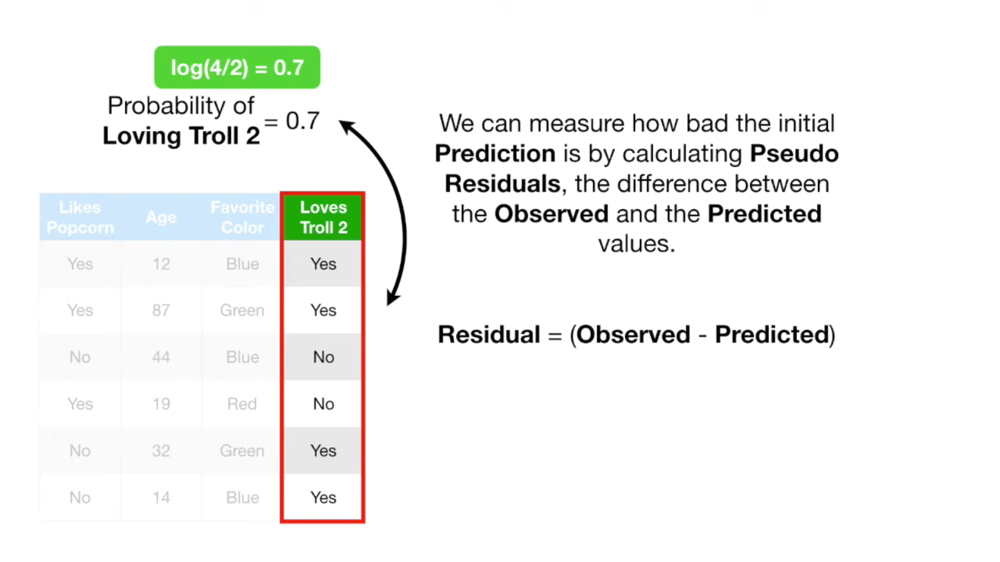 log(4/2) = 0.7
Probability of
Loving Troll 2 = 0.7
We can measure how bad the initial
Prediction is by calculating Pseudo
Residuals, the difference between
the Observed and the Predicted
values.
Residual = (Observed - Predicted)
Likes Popcorn Age Favorite Color Loves Troll 2
Yes 12 Blue Yes
Yes 87 Green Yes
No 44 Blue No
Yes 19 Red No
No 32 Green Yes
No 14 Blue Yes